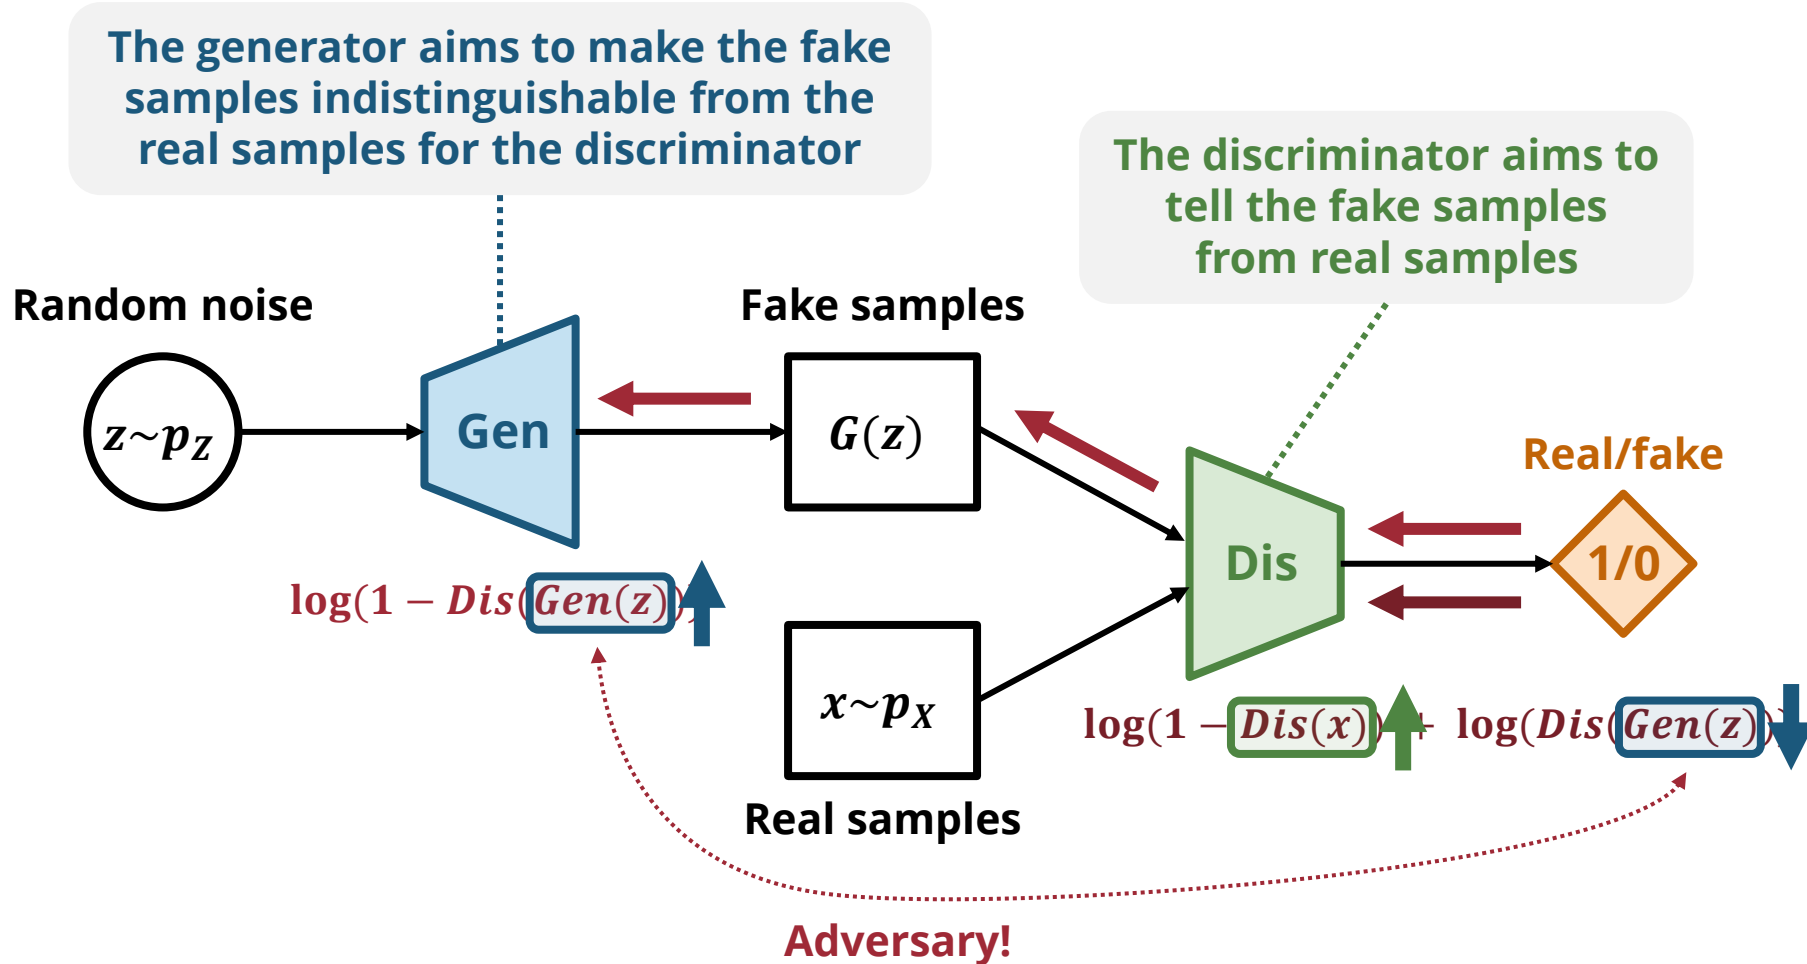 The generator aims to make the fake
samples indistinguishable from the
real samples for the discriminator
The discriminator aims to
tell the fake samples
from real samples
Random noise
Fake samples
z~p_Z
Gen
G(z)
Real/fake
Dis
1/0
log(1 − Dis(Gen(z)))
x~p_X
log(1 − Dis(x)) + log(Dis(Gen(z)))
Real samples
Adversary!